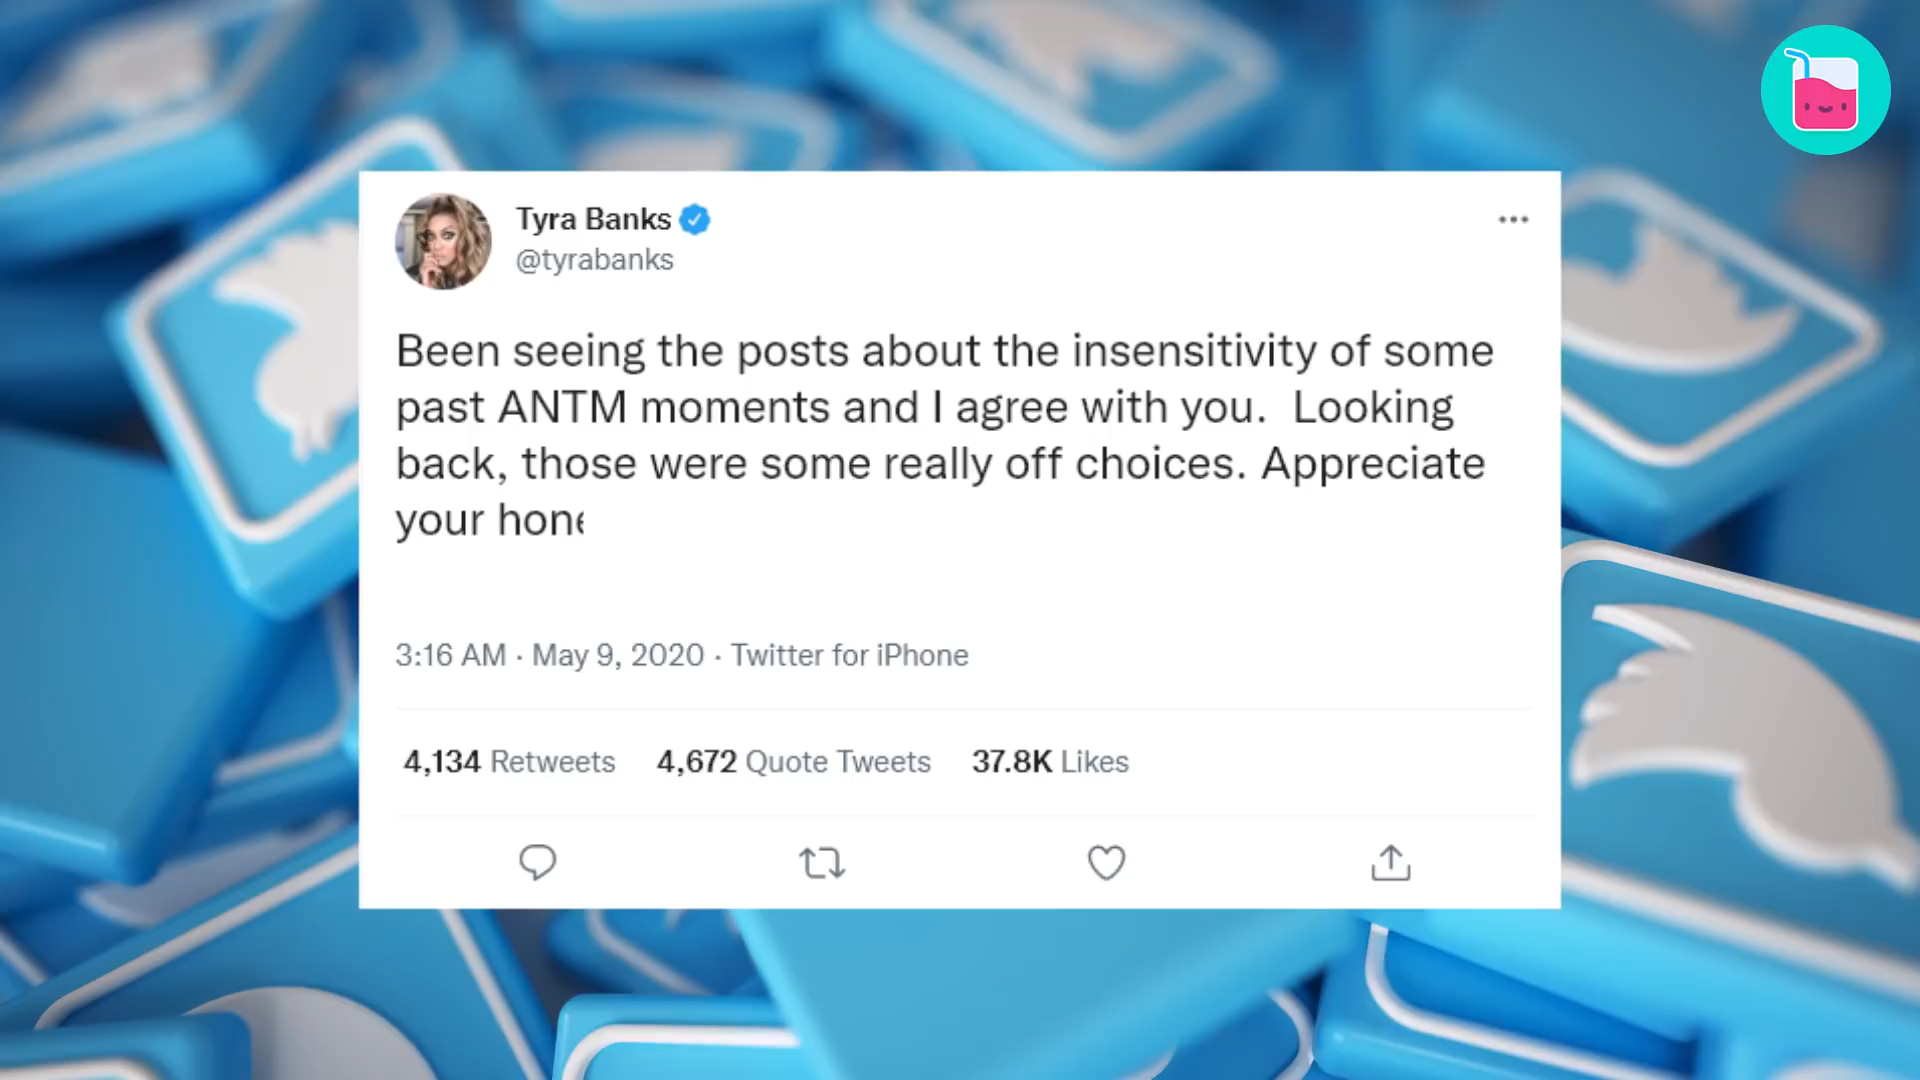 Tyra Banks
@tyrabanks
Been seeing the posts about the insensitivity of some
past ANTM moments and I agree with you.  Looking
back, those were some really off choices. Appreciate
your hon
3:16 AM · May 9, 2020 · Twitter for iPhone
4,134 Retweets 4,672 Quote Tweets 37.8K Likes